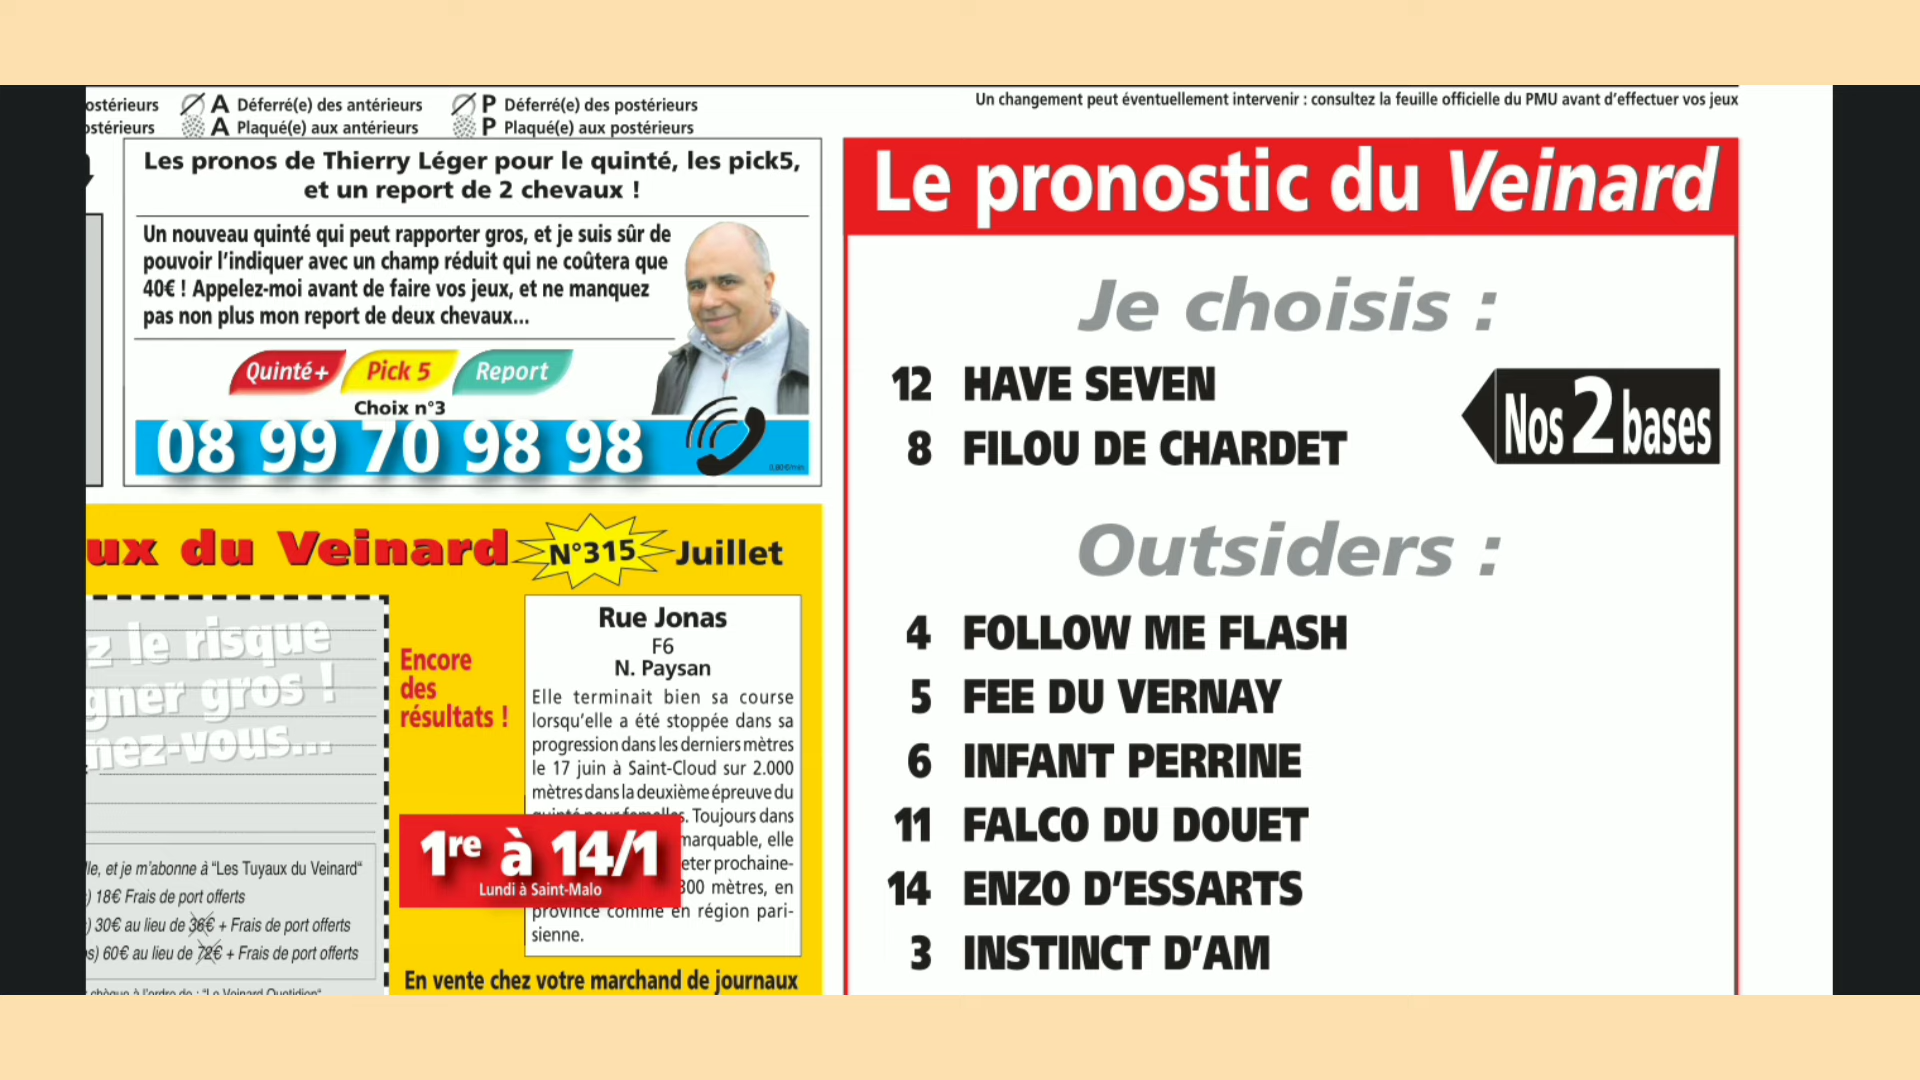 ostérieurs A Déferré(e) des antérieurs P Déferré(e) des postérieurs
ostérieurs A Plaqué(e) aux antérieurs P Plaqué(e) aux postérieurs
Les pronos de Thierry Léger pour le quinté, les pick5,
et un report de 2 chevaux !
Un nouveau quinté qui peut rapporter gros, et je suis sûr de
pouvoir l'indiquer avec un champ réduit qui ne coûtera que
40€ ! Appelez-moi avant de faire vos jeux, et ne manquez
pas non plus mon report de deux chevaux...
Quinté+ Pick 5 Report
Choix n°3
08 99 70 98 98
ux du Veinard N°315 Juillet
z le risque
gner gros !
nez-vous...
lle, et je m'abonne à "Les Tuyaux du Veinard"
) 18€ Frais de port offerts
) 30€ au lieu de 36€ + Frais de port offerts
s) 60€ au lieu de 72€ + Frais de port offerts
chèque à l'ordre de : "Le Veinard Quotidien"
Encore
des
résultats !
1re à 14/1
Lundi à Saint-Malo
Rue Jonas
F6
N. Paysan
Elle terminait bien sa course
lorsqu'elle a été stoppée dans sa
progression dans les derniers mètres
le 17 juin à Saint-Cloud sur 2.000
mètres dans la deuxième épreuve du
quinté pour femelles. Toujours dans
marquable, elle
eter prochaine-
300 mètres, en
province comme en région pari-
sienne.
En vente chez votre marchand de journaux
Un changement peut éventuellement intervenir : consultez la feuille officielle du PMU avant d'effectuer vos jeux
Le pronostic du Veinard
Je choisis :
12 HAVE SEVEN
8 FILOU DE CHARDET
Nos 2 bases
Outsiders :
4 FOLLOW ME FLASH
5 FEE DU VERNAY
6 INFANT PERRINE
11 FALCO DU DOUET
14 ENZO D'ESSARTS
3 INSTINCT D'AM